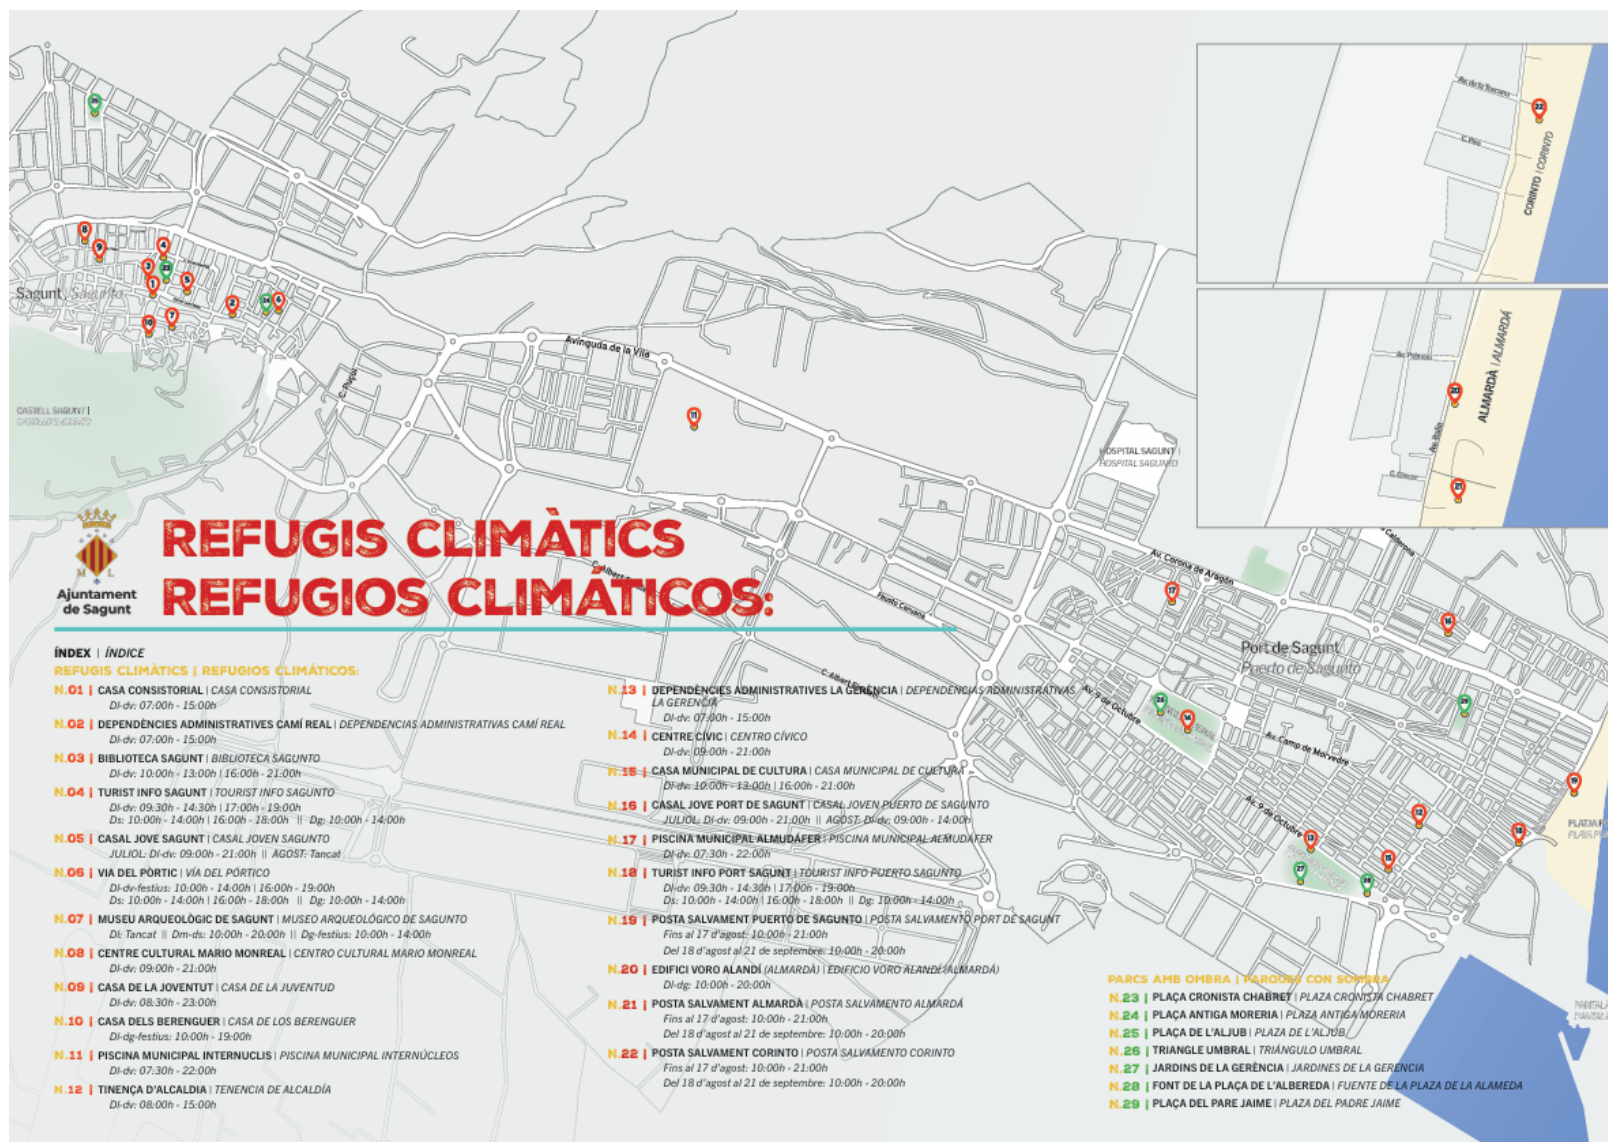 Sagunt | Sagunto
CASTELL SAGUNT |
CASTILLO SAGUNTO
C. Pujol
Avinguda de la Vila
HOSPITAL SAGUNT |
HOSPITAL SAGUNTO
CORINTO | CORINTO
ALMARDÀ | ALMARDÁ
Av. Corona de Aragón
Fausto Caruana
Port de Sagunt
Puerto de Sagunto
Av. 9 de Octubre
Av. Camp de Morvedre
Av. 9 de Octubre
Ajuntament
de Sagunt
REFUGIS CLIMÀTICS
REFUGIOS CLIMÁTICOS:
ÍNDEX | ÍNDICE
REFUGIS CLIMÀTICS | REFUGIOS CLIMÁTICOS:
N.01 | CASA CONSISTORIAL | CASA CONSISTORIAL
Dl-dv: 07:00h - 15:00h
N.02 | DEPENDÈNCIES ADMINISTRATIVES CAMÍ REAL | DEPENDENCIAS ADMINISTRATIVAS CAMÍ REAL
Dl-dv: 07:00h - 15:00h
N.03 | BIBLIOTECA SAGUNT | BIBLIOTECA SAGUNTO
Dl-dv: 10:00h - 13:00h | 16:00h - 21:00h
N.04 | TURIST INFO SAGUNT | TOURIST INFO SAGUNTO
Dl-dv: 09:30h - 14:30h | 17:00h - 19:00h
Ds: 10:00h - 14:00h | 16:00h - 18:00h || Dg: 10:00h - 14:00h
N.05 | CASAL JOVE SAGUNT | CASAL JOVEN SAGUNTO
JULIOL: Dl-dv: 09:00h - 21:00h || AGOST: Tancat
N.06 | VIA DEL PÒRTIC | VÍA DEL PÓRTICO
Dl-dv-festius: 10:00h - 14:00h | 16:00h - 19:00h
Ds: 10:00h - 14:00h | 16:00h - 18:00h || Dg: 10:00h - 14:00h
N.07 | MUSEU ARQUEOLÒGIC DE SAGUNT | MUSEO ARQUEOLÓGICO DE SAGUNTO
Dl: Tancat || Dm-ds: 10:00h - 20:00h || Dg-festius: 10:00h - 14:00h
N.08 | CENTRE CULTURAL MARIO MONREAL | CENTRO CULTURAL MARIO MONREAL
Dl-dv: 09:00h - 21:00h
N.09 | CASA DE LA JOVENTUT | CASA DE LA JUVENTUD
Dl-dv: 08:30h - 23:00h
N.10 | CASA DELS BERENGUER | CASA DE LOS BERENGUER
Dl-dg-festius: 10:00h - 19:00h
N.11 | PISCINA MUNICIPAL INTERNUCLIS | PISCINA MUNICIPAL INTERNÚCLEOS
Dl-dv: 07:30h - 22:00h
N.12 | TINENÇA D'ALCALDIA | TENENCIA DE ALCALDÍA
Dl-dv: 08:00h - 15:00h
N.13 | DEPENDÈNCIES ADMINISTRATIVES LA GERÈNCIA | DEPENDENCIAS ADMINISTRATIVAS
LA GERENCIA
Dl-dv: 07:00h - 15:00h
N.14 | CENTRE CÍVIC | CENTRO CÍVICO
Dl-dv: 09:00h - 21:00h
N.15 | CASA MUNICIPAL DE CULTURA | CASA MUNICIPAL DE CULTURA
Dl-dv: 10:00h - 13:00h | 16:00h - 21:00h
N.16 | CASAL JOVE PORT DE SAGUNT | CASAL JOVEN PUERTO DE SAGUNTO
JULIOL: Dl-dv: 09:00h - 21:00h || AGOST: Dl-dv: 09:00h - 14:00h
N.17 | PISCINA MUNICIPAL ALMUDAFER | PISCINA MUNICIPAL ALMUDAFER
Dl-dv: 07:30h - 22:00h
N.18 | TURIST INFO PORT SAGUNT | TOURIST INFO PUERTO SAGUNTO
Dl-dv: 09:30h - 14:30h | 17:00h - 19:00h
Ds: 10:00h - 14:00h | 16:00h - 18:00h || Dg: 10:00h - 14:00h
N.19 | POSTA SALVAMENT PUERTO DE SAGUNTO | POSTA SALVAMENTO PORT DE SAGUNT
Fins al 17 d'agost: 10:00h - 21:00h
Del 18 d'agost al 21 de septembre: 10:00h - 20:00h
N.20 | EDIFICI VORO ALANDÍ (ALMARDÀ) | EDIFICIO VORO ALANDÍ (ALMARDÁ)
Dl-dg: 10:00h - 20:00h
N.21 | POSTA SALVAMENT ALMARDÀ | POSTA SALVAMENTO ALMARDÁ
Fins al 17 d'agost: 10:00h - 21:00h
Del 18 d'agost al 21 de septembre: 10:00h - 20:00h
N.22 | POSTA SALVAMENT CORINTO | POSTA SALVAMENTO CORINTO
Fins al 17 d'agost: 10:00h - 21:00h
Del 18 d'agost al 21 de septembre: 10:00h - 20:00h
PARCS AMB OMBRA | PARQUES CON SOMBRA
N.23 | PLAÇA CRONISTA CHABRET | PLAZA CRONISTA CHABRET
N.24 | PLAÇA ANTIGA MORERIA | PLAZA ANTIGA MORERIA
N.25 | PLAÇA DE L'ALJUB | PLAZA DE L'ALJUB
N.26 | TRIANGLE UMBRAL | TRIÁNGULO UMBRAL
N.27 | JARDINS DE LA GERÈNCIA | JARDINES DE LA GERENCIA
N.28 | FONT DE LA PLAÇA DE L'ALBEREDA | FUENTE DE LA PLAZA DE LA ALAMEDA
N.29 | PLAÇA DEL PARE JAIME | PLAZA DEL PADRE JAIME